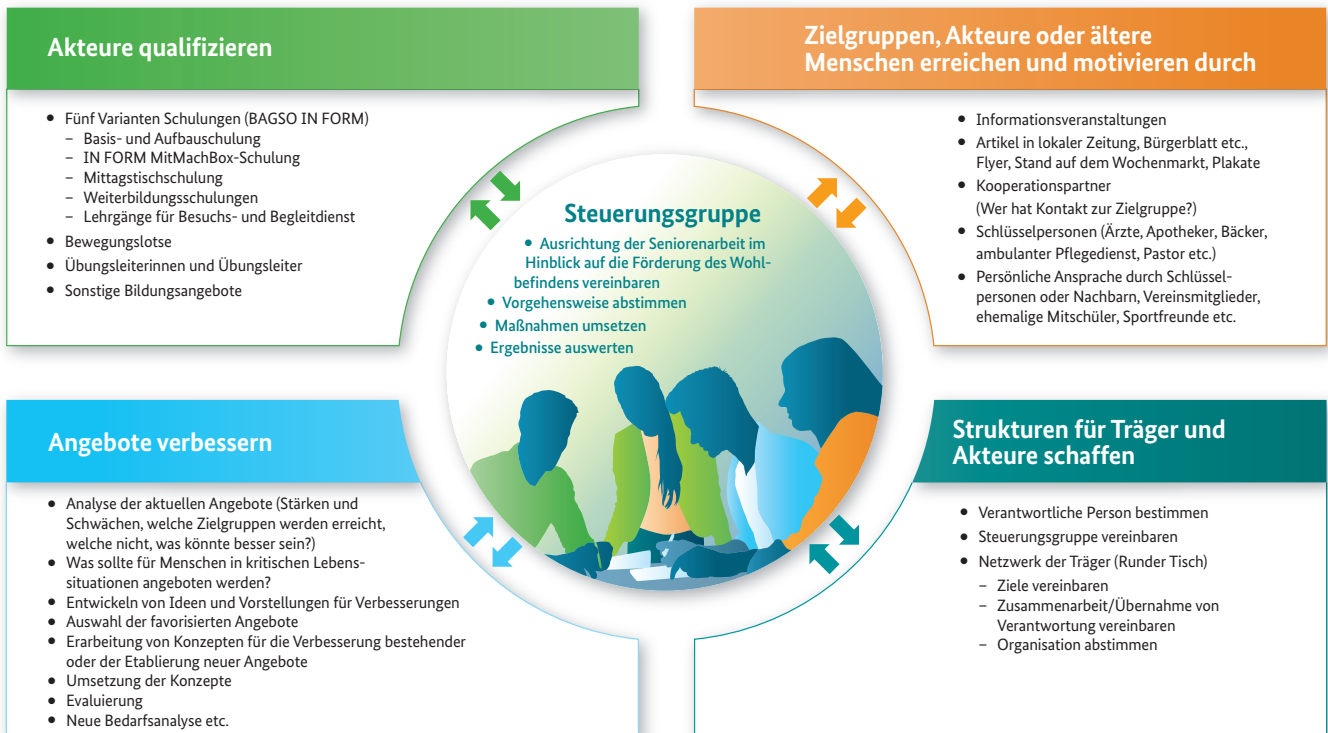 Akteure qualifizieren
• Fünf Varianten Schulungen (BAGSO IN FORM)
– Basis- und Aufbauschulung
– IN FORM MitMachBox-Schulung
– Mittagstischschulung
– Weiterbildungsschulungen
– Lehrgänge für Besuchs- und Begleitdienst
• Bewegungslotse
• Übungsleiterinnen und Übungsleiter
• Sonstige Bildungsangebote
Zielgruppen, Akteure oder ältere
Menschen erreichen und motivieren durch
• Informationsveranstaltungen
• Artikel in lokaler Zeitung, Bürgerblatt etc.,
Flyer, Stand auf dem Wochenmarkt, Plakate
• Kooperationspartner
(Wer hat Kontakt zur Zielgruppe?)
• Schlüsselpersonen (Ärzte, Apotheker, Bäcker,
ambulanter Pflegedienst, Pastor etc.)
• Persönliche Ansprache durch Schlüssel-
personen oder Nachbarn, Vereinsmitglieder,
ehemalige Mitschüler, Sportfreunde etc.
Steuerungsgruppe
• Ausrichtung der Seniorenarbeit im
Hinblick auf die Förderung des Wohl-
befindens vereinbaren
• Vorgehensweise abstimmen
• Maßnahmen umsetzen
• Ergebnisse auswerten
Angebote verbessern
• Analyse der aktuellen Angebote (Stärken und
Schwächen, welche Zielgruppen werden erreicht,
welche nicht, was könnte besser sein?)
• Was sollte für Menschen in kritischen Lebens-
situationen angeboten werden?
• Entwickeln von Ideen und Vorstellungen für Verbesserungen
• Auswahl der favorisierten Angebote
• Erarbeitung von Konzepten für die Verbesserung bestehender
oder der Etablierung neuer Angebote
• Umsetzung der Konzepte
• Evaluierung
• Neue Bedarfsanalyse etc.
Strukturen für Träger und
Akteure schaffen
• Verantwortliche Person bestimmen
• Steuerungsgruppe vereinbaren
• Netzwerk der Träger (Runder Tisch)
– Ziele vereinbaren
– Zusammenarbeit/Übernahme von
Verantwortung vereinbaren
– Organisation abstimmen